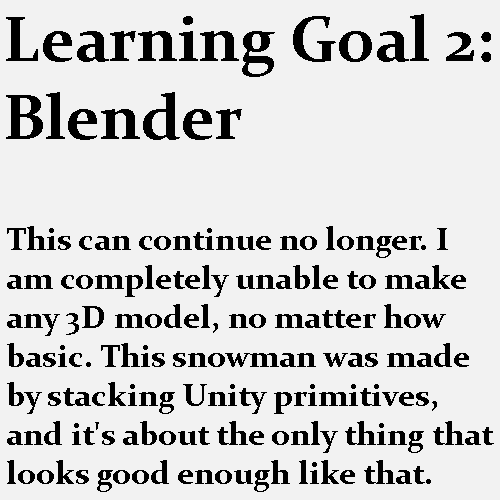 Learning Goal 2:
Blender
This can continue no longer. I
am completely unable to make
any 3D model, no matter how
basic. This snowman was made
by stacking Unity primitives,
and it's about the only thing that
looks good enough like that.